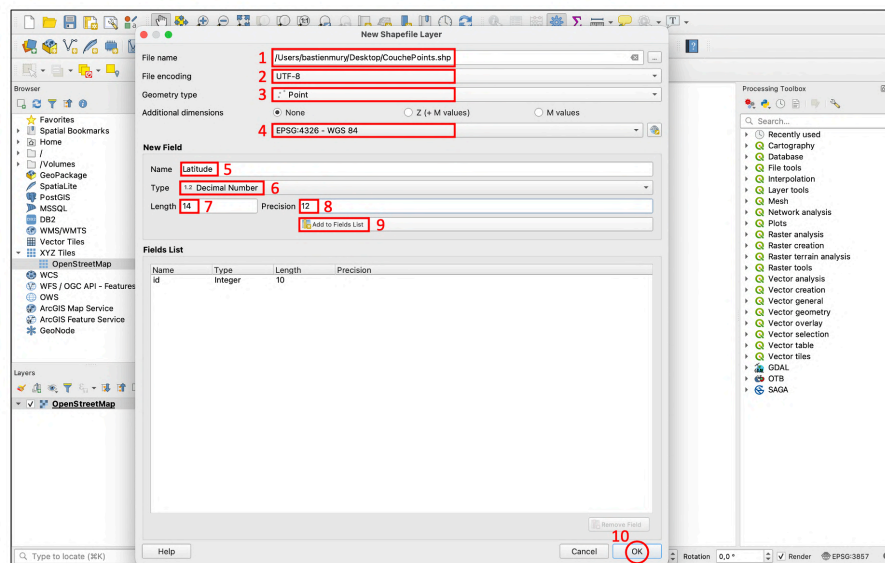 New Shapefile Layer
File name
1
/Users/bastienmury/Desktop/CouchePoints.shp
...
File encoding
2
UTF-8
Geometry type
3
Point
Additional dimensions
None
Z (+ M values)
M values
4
EPSG:4326 - WGS 84
New Field
Name
Latitude
5
Type
1.2 Decimal Number
6
Length
14
7
Precision
12
8
Add to Fields List
9
Fields List
Name Type Length Precision
id Integer 10
Remove Field
Help
Cancel
10
OK
Browser
Favorites
Spatial Bookmarks
Home
/
/Volumes
GeoPackage
SpatiaLite
PostGIS
MSSQL
DB2
WMS/WMTS
Vector Tiles
XYZ Tiles
OpenStreetMap
WCS
WFS / OGC API - Features
OWS
ArcGIS Map Service
ArcGIS Feature Service
GeoNode
Layers
OpenStreetMap
Processing Toolbox
Search...
Recently used
Cartography
Database
File tools
Interpolation
Layer tools
Mesh
Network analysis
Plots
Raster analysis
Raster creation
Raster terrain analysis
Raster tools
Vector analysis
Vector creation
Vector general
Vector geometry
Vector overlay
Vector selection
Vector table
Vector tiles
GDAL
OTB
SAGA
Type to locate (⌘K)
Rotation 0,0 ° Render EPSG:3857